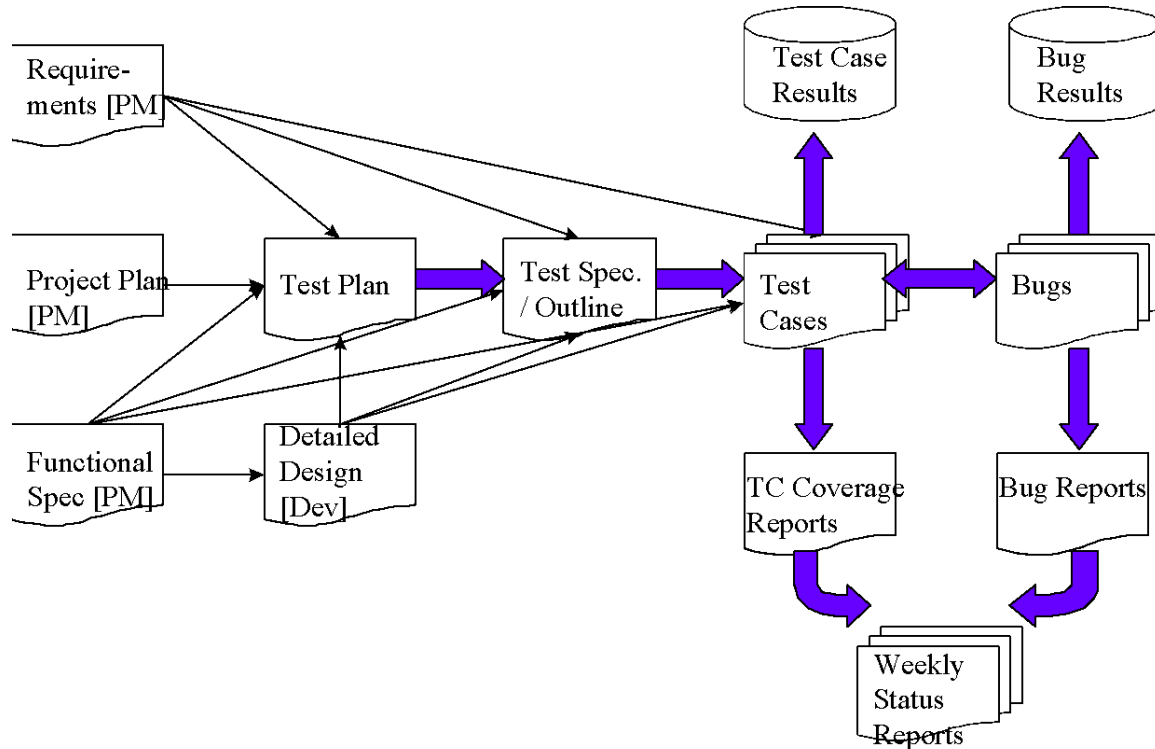 Require-
ments [PM]
Test Case
Results
Bug
Results
Project Plan
[PM]
Test Plan
Test Spec.
/ Outline
Test
Cases
Bugs
Functional
Spec [PM]
Detailed
Design
[Dev]
TC Coverage
Reports
Bug Reports
Weekly
Status
Reports